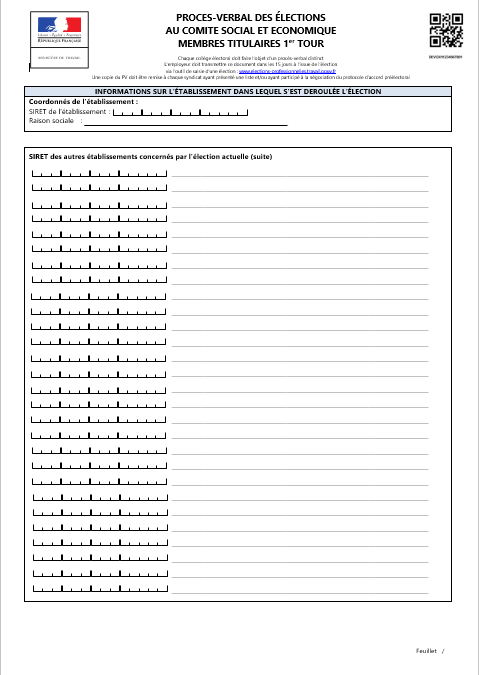 PROCES-VERBAL DES ÉLECTIONS
AU COMITE SOCIAL ET ECONOMIQUE
MEMBRES TITULAIRES 1er TOUR
Liberté • Égalité • Fraternité
RÉPUBLIQUE FRANÇAISE
MINISTÈRE DU TRAVAIL
Chaque collège électoral doit faire l'objet d'un procès-verbal distinct
L'employeur doit transmettre ce document dans les 15 jours à l'issue de l'élection
via l'outil de saisie d'une élection : www.elections-professionnelles.travail.gouv.fr
Une copie du PV doit être remise à chaque syndicat ayant présenté une liste et/ou ayant participé à la négociation du protocole d'accord préélectoral
INFORMATIONS SUR L'ÉTABLISSEMENT DANS LEQUEL S'EST DEROULÉE L'ÉLECTION
Coordonnés de l'établissement :
SIRET de l'établissement :
Raison sociale :
SIRET des autres établissements concernés par l'élection actuelle (suite)
Feuillet /